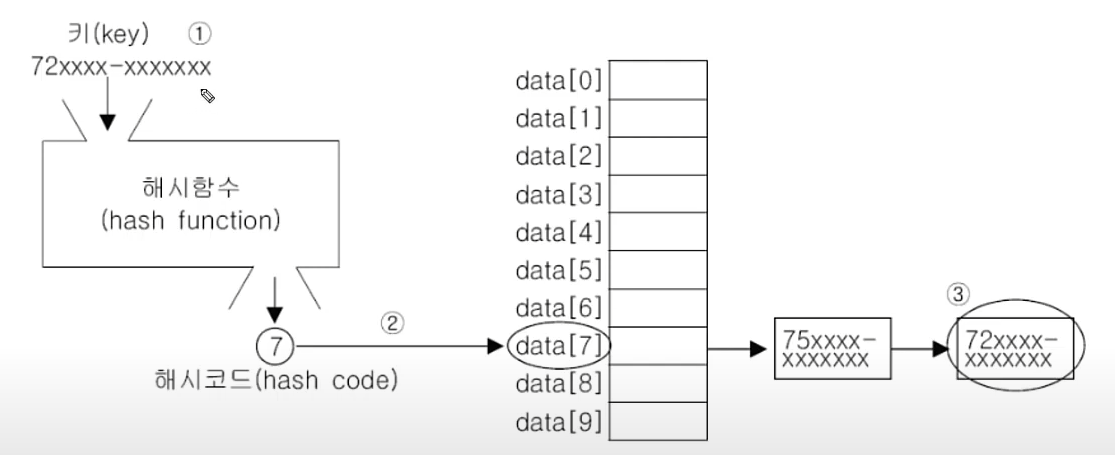 키(key) ①
72xxxx-xxxxxxx
해시함수
(hash function)
7
해시코드(hash code)
②
data[0]
data[1]
data[2]
data[3]
data[4]
data[5]
data[6]
data[7]
data[8]
data[9]
75xxxx-
xxxxxxx
③
72xxxx-
xxxxxxx